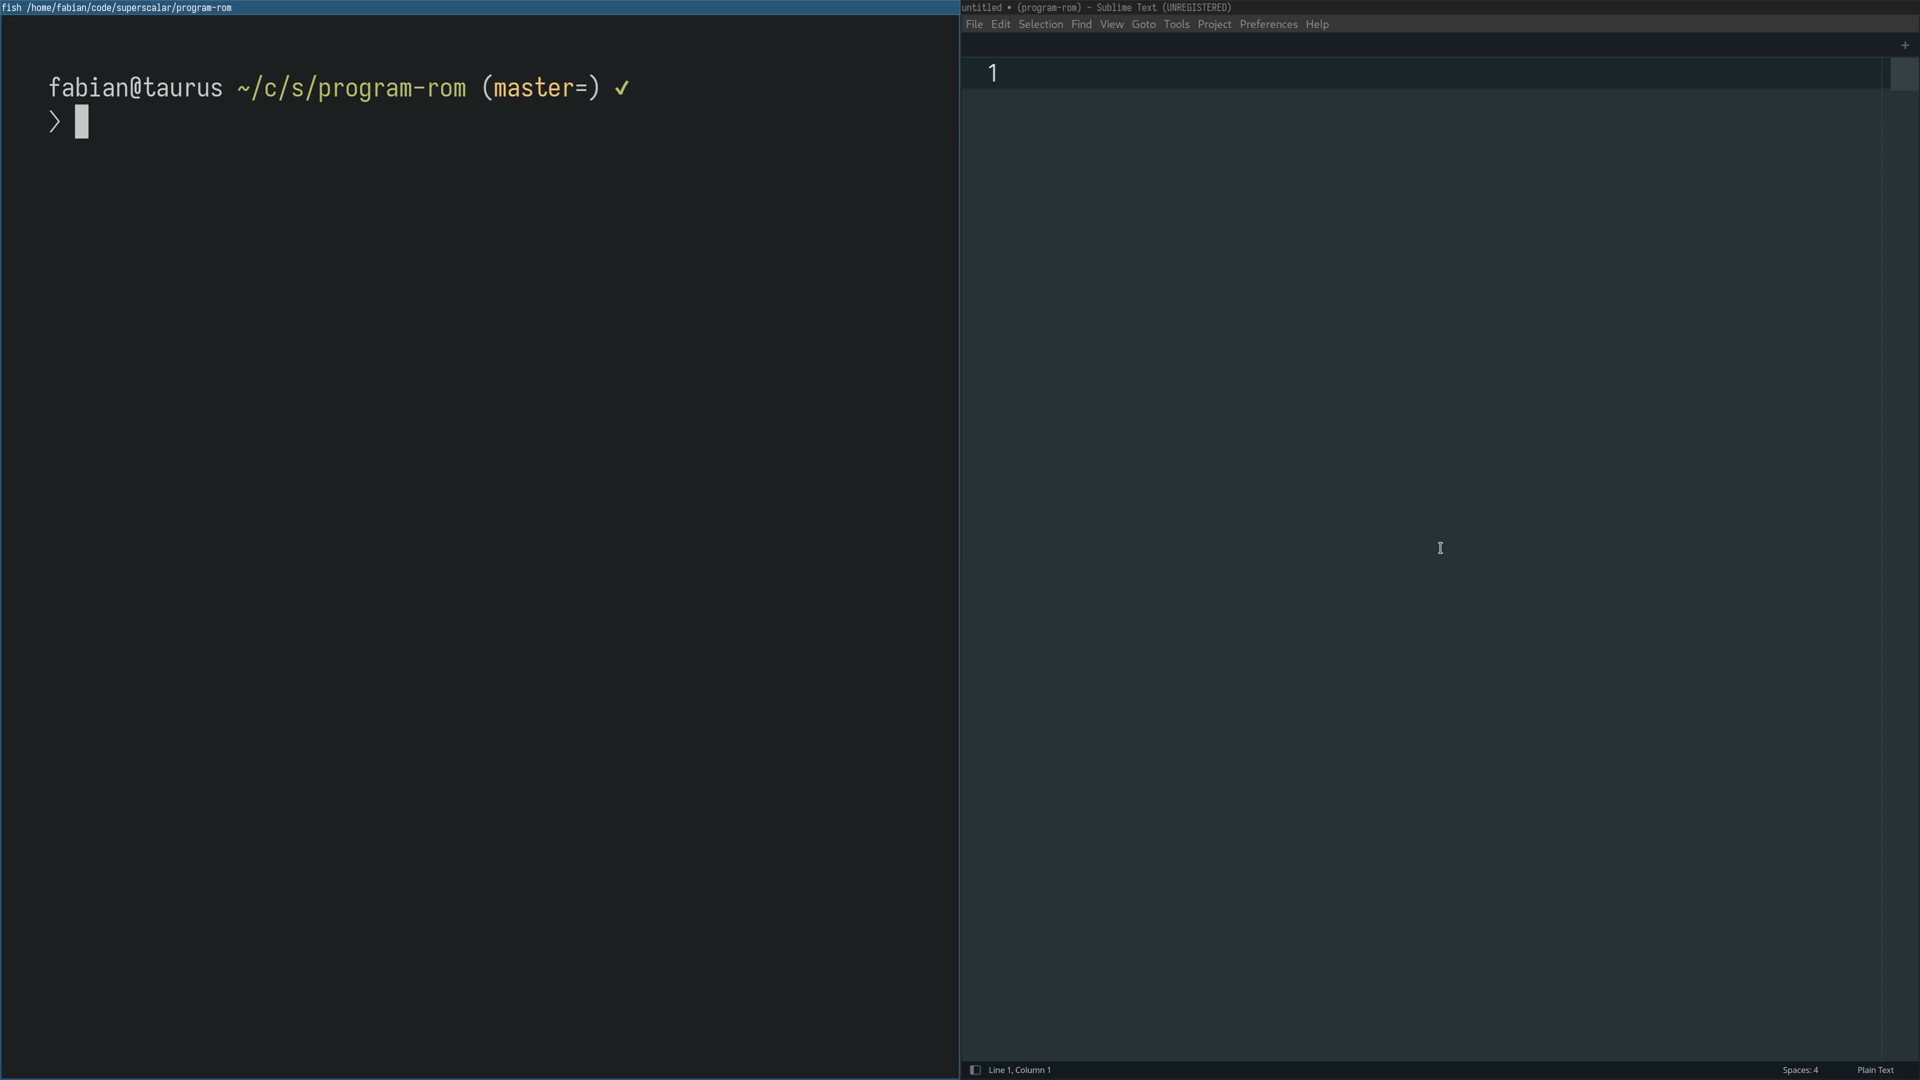 fish /home/fabian/code/superscalar/program-rom
fabian@taurus ~/c/s/program-rom (master=) ✔
>
untitled • (program-rom) - Sublime Text (UNREGISTERED)
File Edit Selection Find View Goto Tools Project Preferences Help
+
1
Line 1, Column 1
Spaces: 4
Plain Text